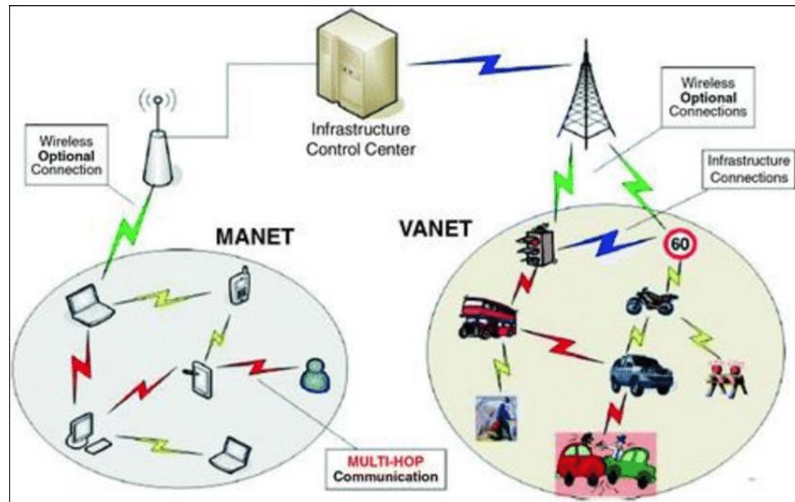 Infrastructure
Control Center
Wireless
Optional
Connection
Wireless
Optional
Connections
Infrastructure
Connections
MANET
VANET
60
MULTI-HOP
Communication